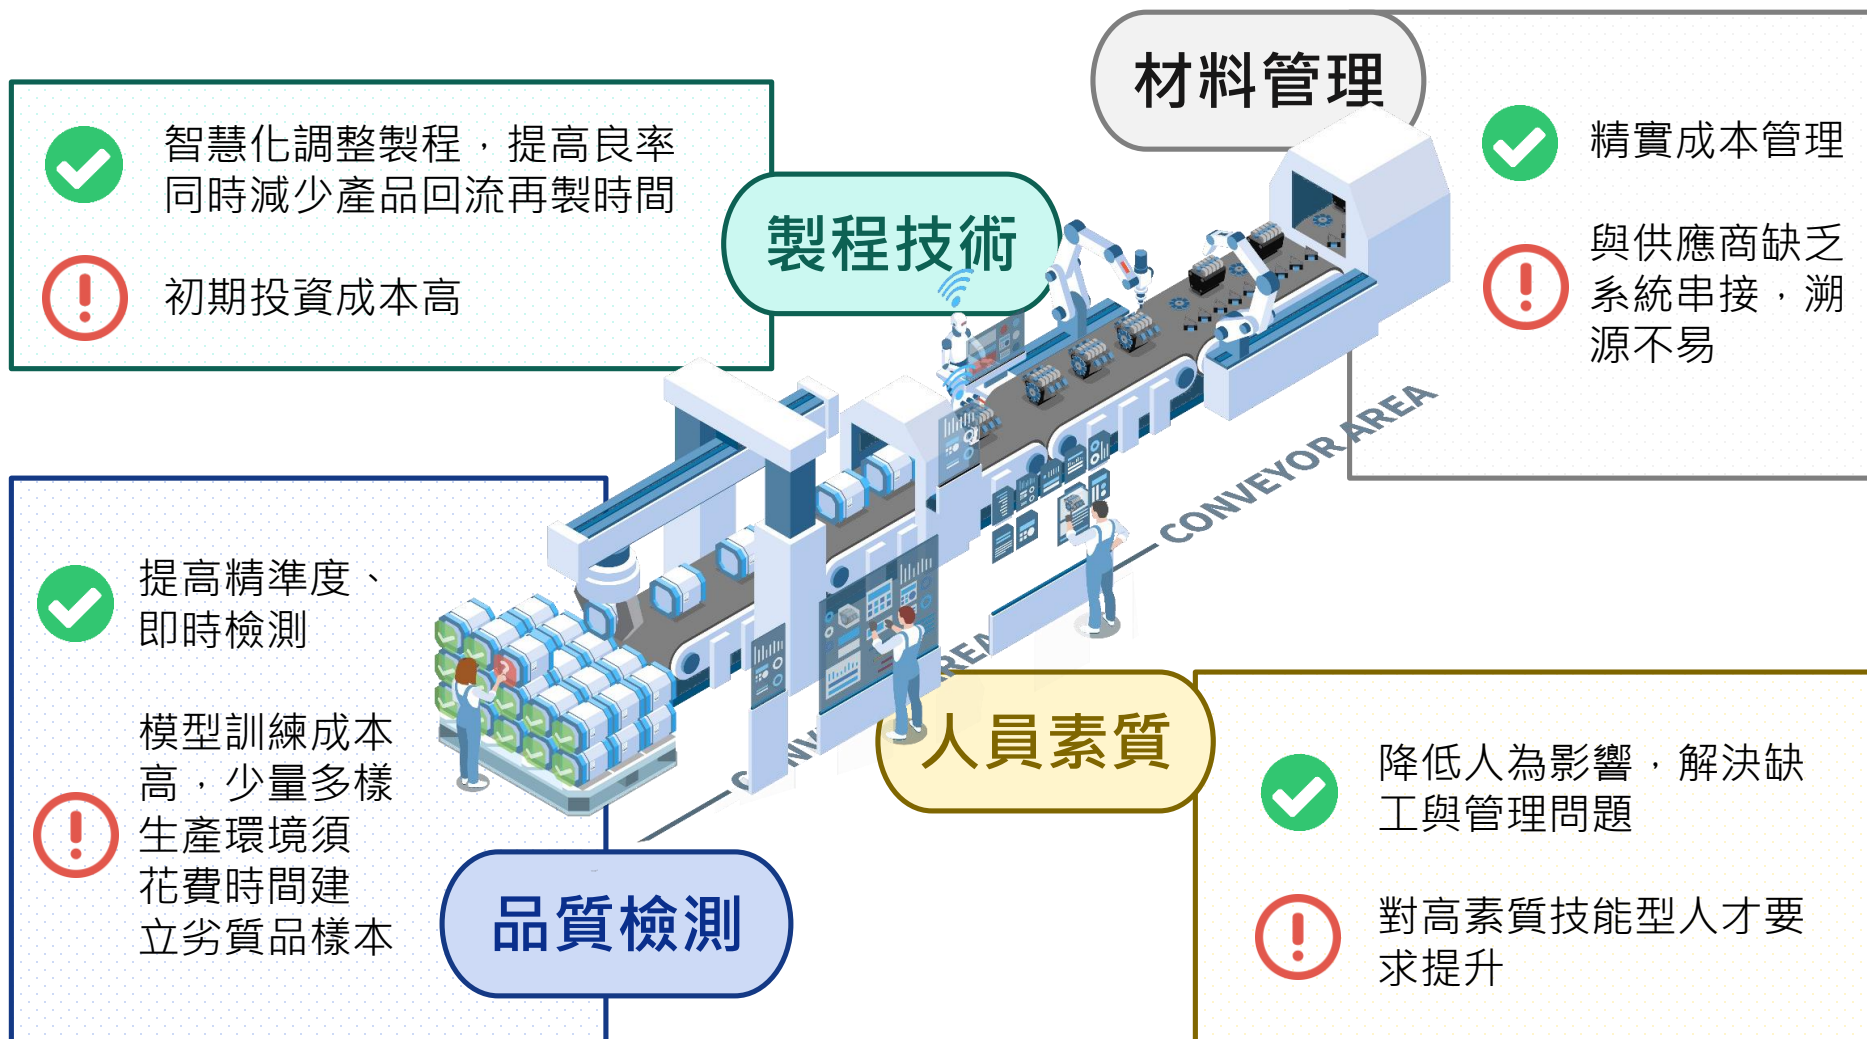 材料管理
精實成本管理
與供應商缺乏
系統串接，溯
源不易
製程技術
智慧化調整製程，提高良率
同時減少產品回流再製時間
初期投資成本高
CONVEYOR AREA
品質檢測
提高精準度、
即時檢測
模型訓練成本
高，少量多樣
生產環境須
花費時間建
立劣質品樣本
人員素質
降低人為影響，解決缺
工與管理問題
對高素質技能型人才要
求提升